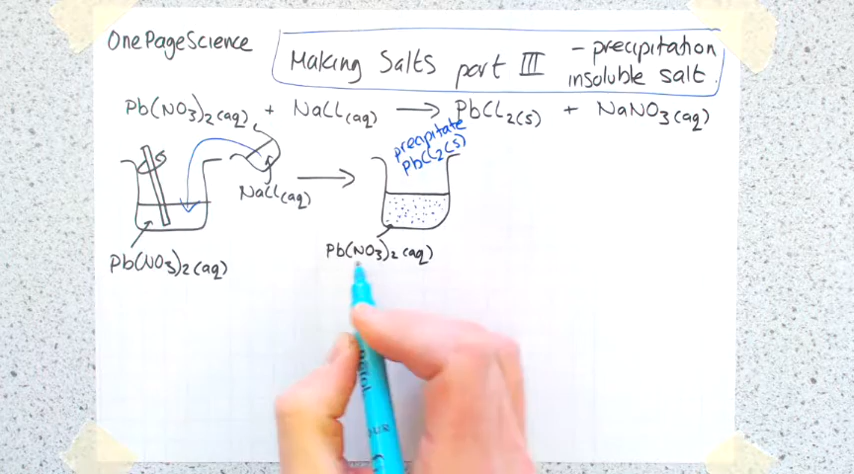 OnePageScience
Making Salts part III
- precipitation
insoluble salt.
Pb(NO3)2(aq) + NaCl(aq) → PbCl2(s) + NaNO3(aq)
precipitate
PbCl2(s)
NaCl(aq)
Pb(NO3)2(aq)
Pb(NO3)2(aq)